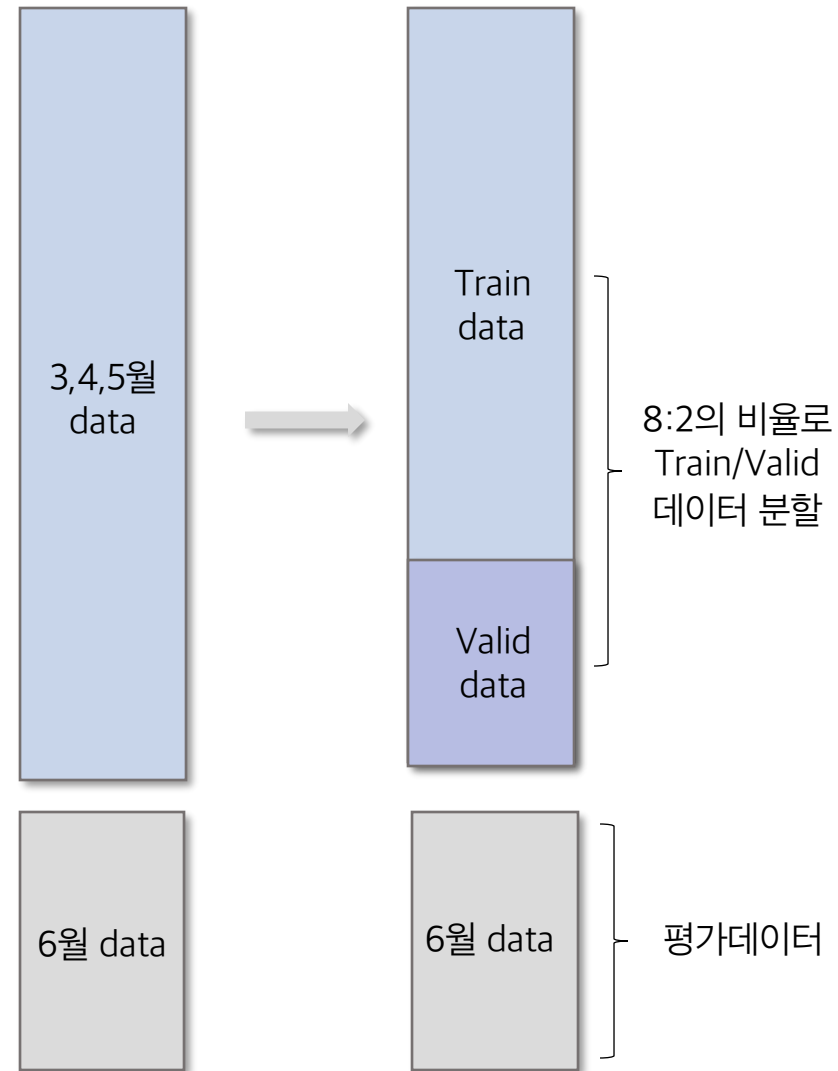 3,4,5월
data
Train
data
Valid
data
8:2의 비율로
Train/Valid
데이터 분할
6월 data
6월 data
평가데이터